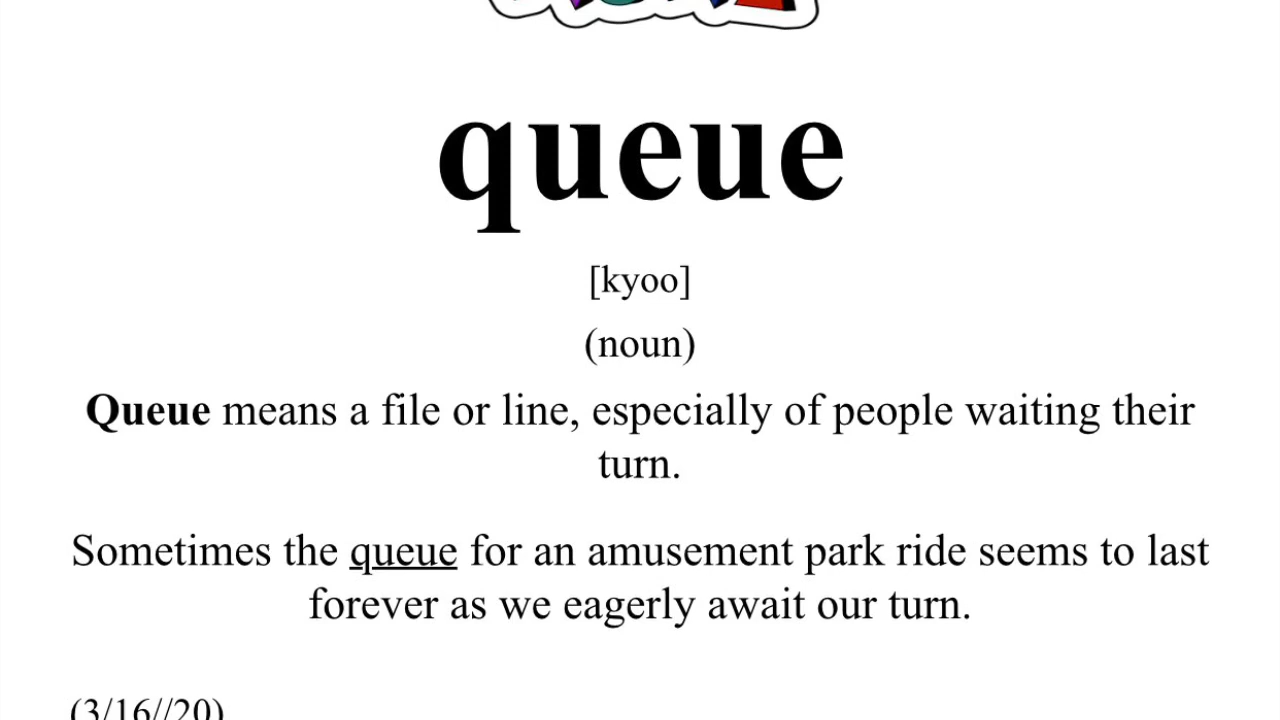 queue
[kyoo]
(noun)
Queue means a file or line, especially of people waiting their
turn.
Sometimes the queue for an amusement park ride seems to last
forever as we eagerly await our turn.
(3/16//20)